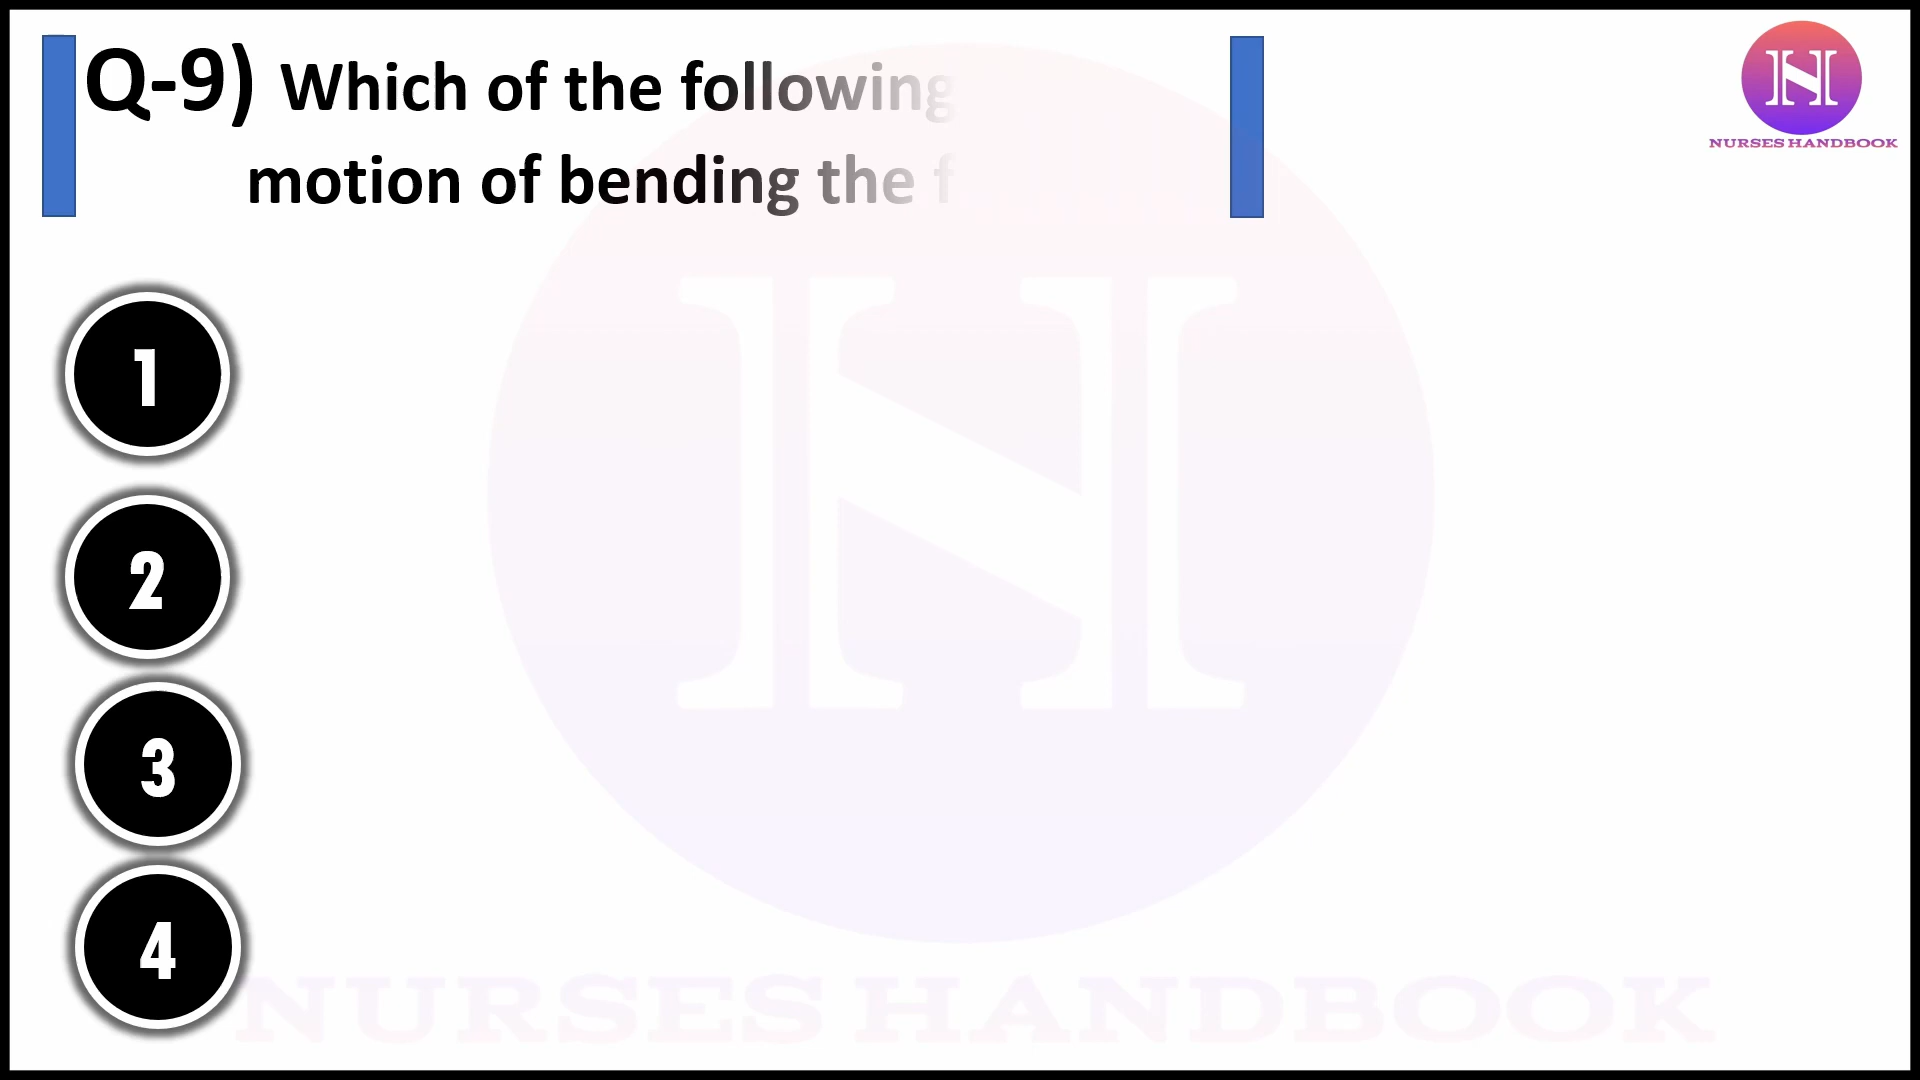 Q-9) Which of the following
motion of bending the
NURSES HANDBOOK
1
2
3
4
NURSES HANDBOOK